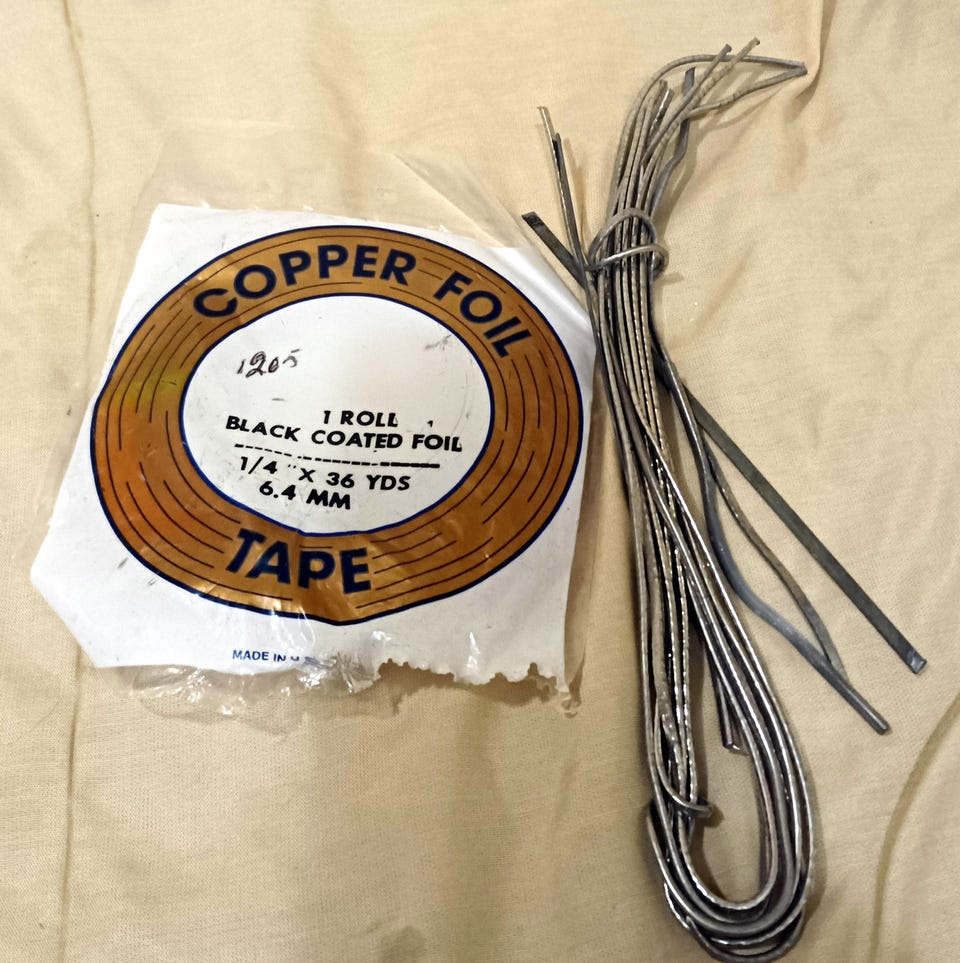 COPPER FOIL
1205
1 ROLL
BLACK COATED FOIL
1/4 " X 36 YDS
6.4 MM
TAPE
MADE IN